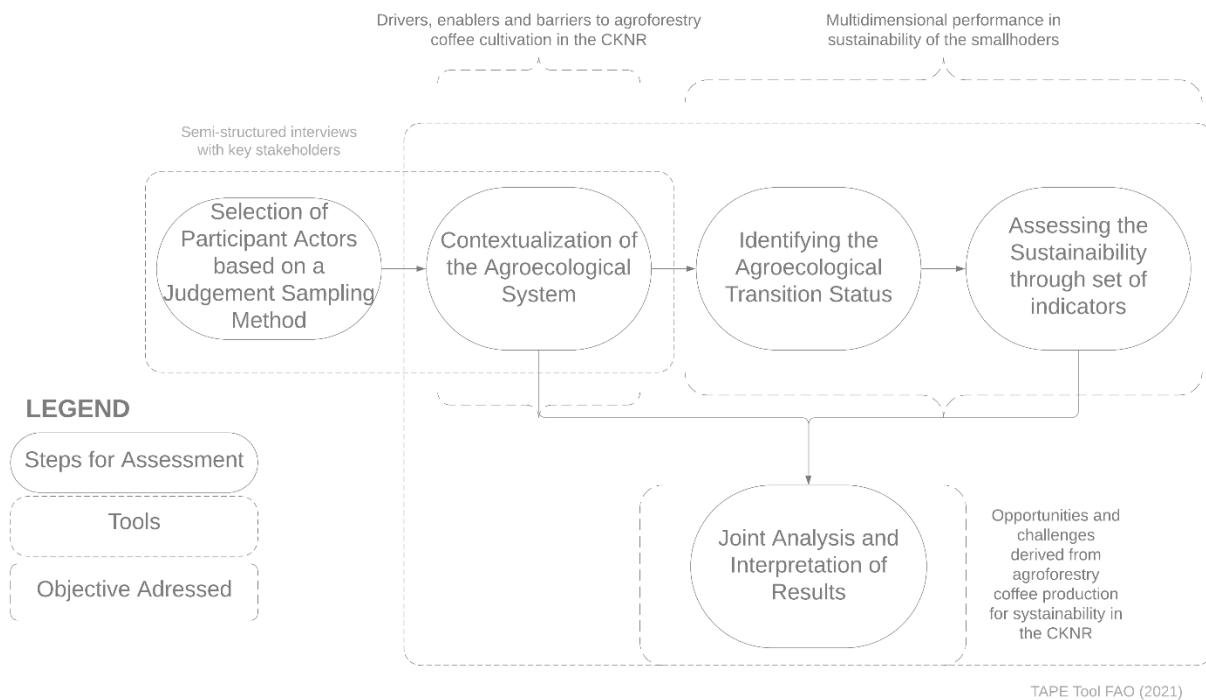 Drivers, enablers and barriers to agroforestry
coffee cultivation in the CKNR
Multidimensional performance in
sustainability of the smallhoders
Semi-structured interviews
with key stakeholders
Selection of
Participant Actors
based on a
Judgement Sampling
Method
Contextualization of
the Agroecological
System
Identifying the
Agroecological
Transition Status
Assessing the
Sustainaibility
through set of
indicators
LEGEND
Steps for Assessment
Tools
Objective Adressed
Joint Analysis and
Interpretation of
Results
Opportunities and
challenges
derived from
agroforestry
coffee production
for systainability in
the CKNR
TAPE Tool FAO (2021)